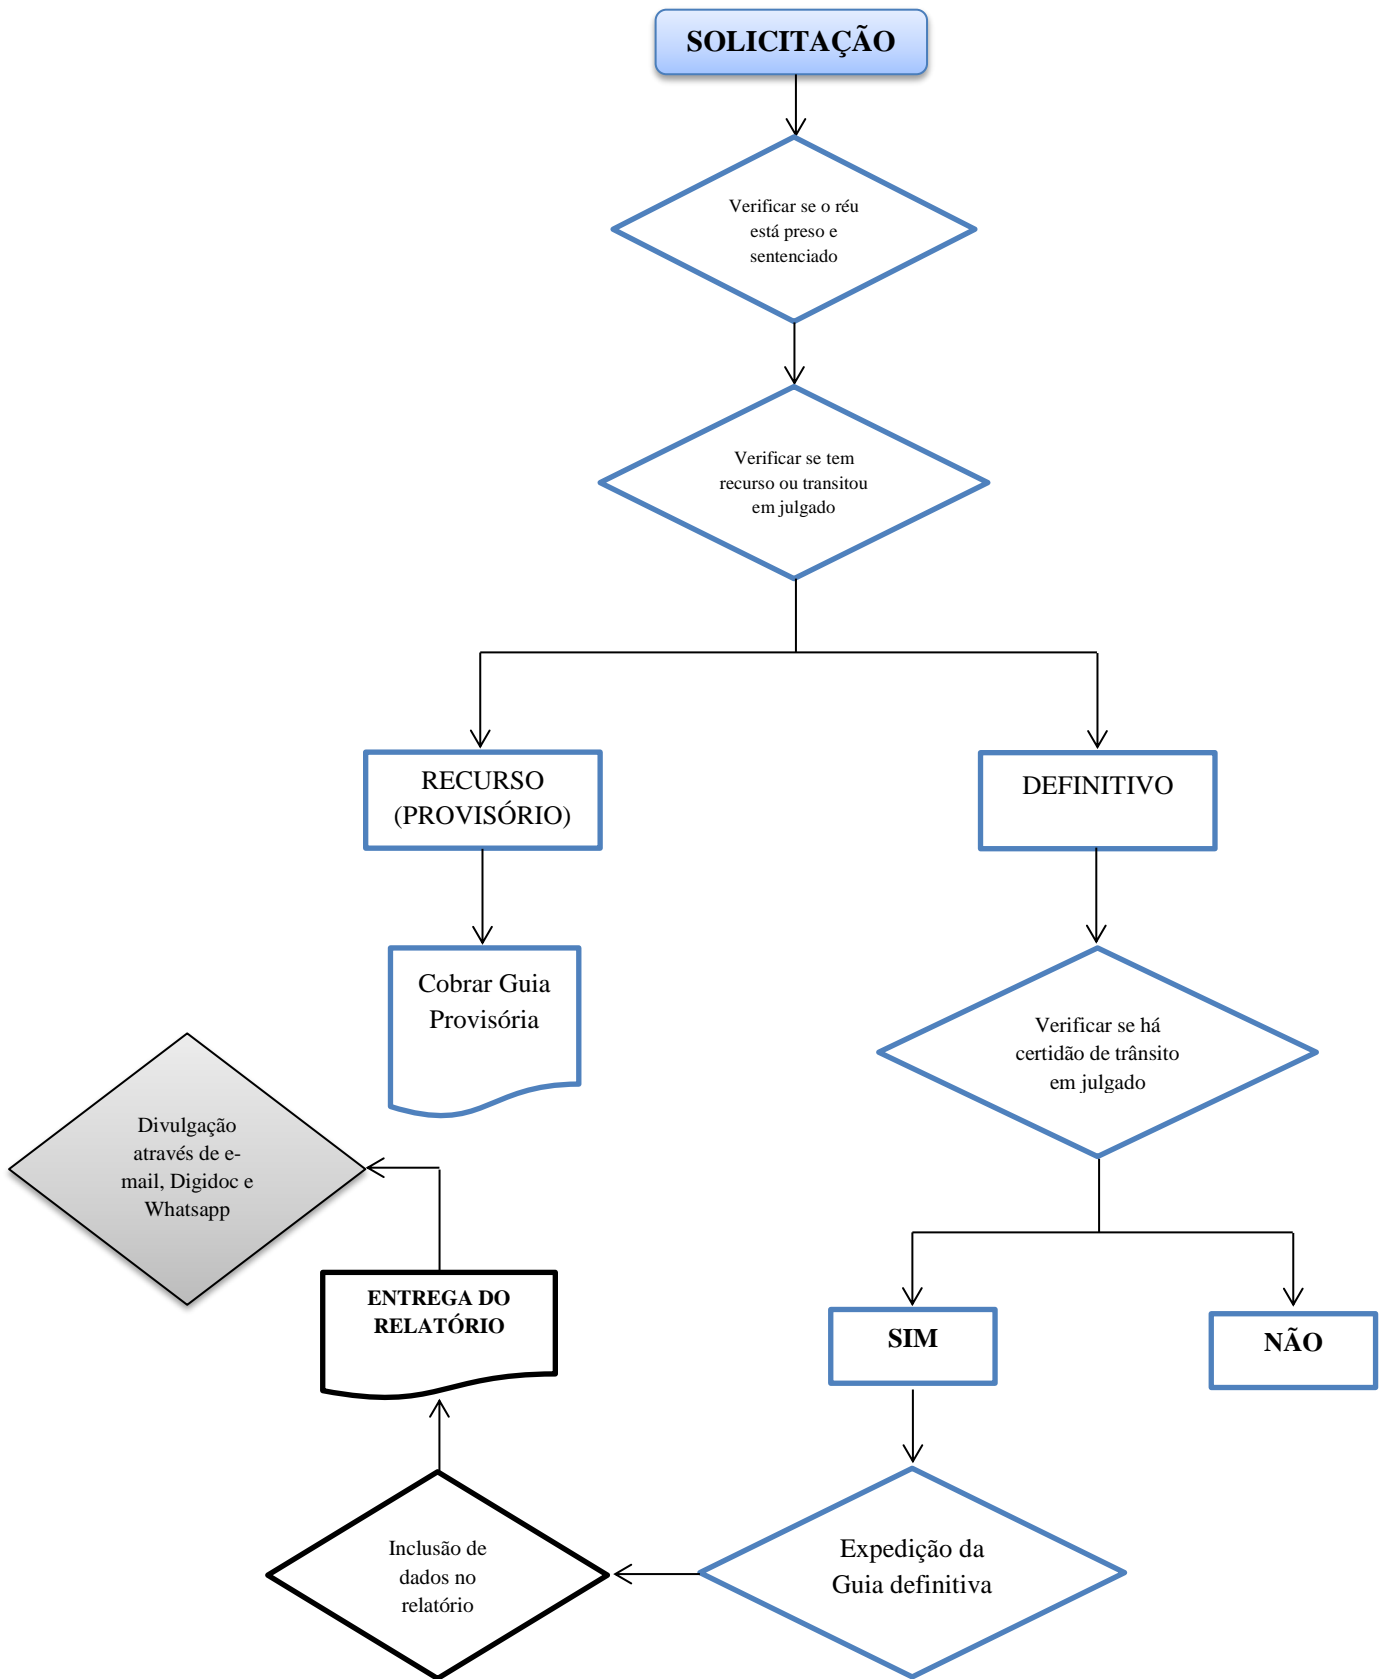 SOLICITAÇÃO
Verificar se o réu
está preso e
sentenciado
Verificar se tem
recurso ou transitou
em julgado
RECURSO
(PROVISÓRIO)
DEFINITIVO
Cobrar Guia
Provisória
Verificar se há
certidão de trânsito
em julgado
Divulgação
através de e-
mail, Digidoc e
Whatsapp
ENTREGA DO
RELATÓRIO
SIM
NÃO
Inclusão de
dados no
relatório
Expedição da
Guia definitiva